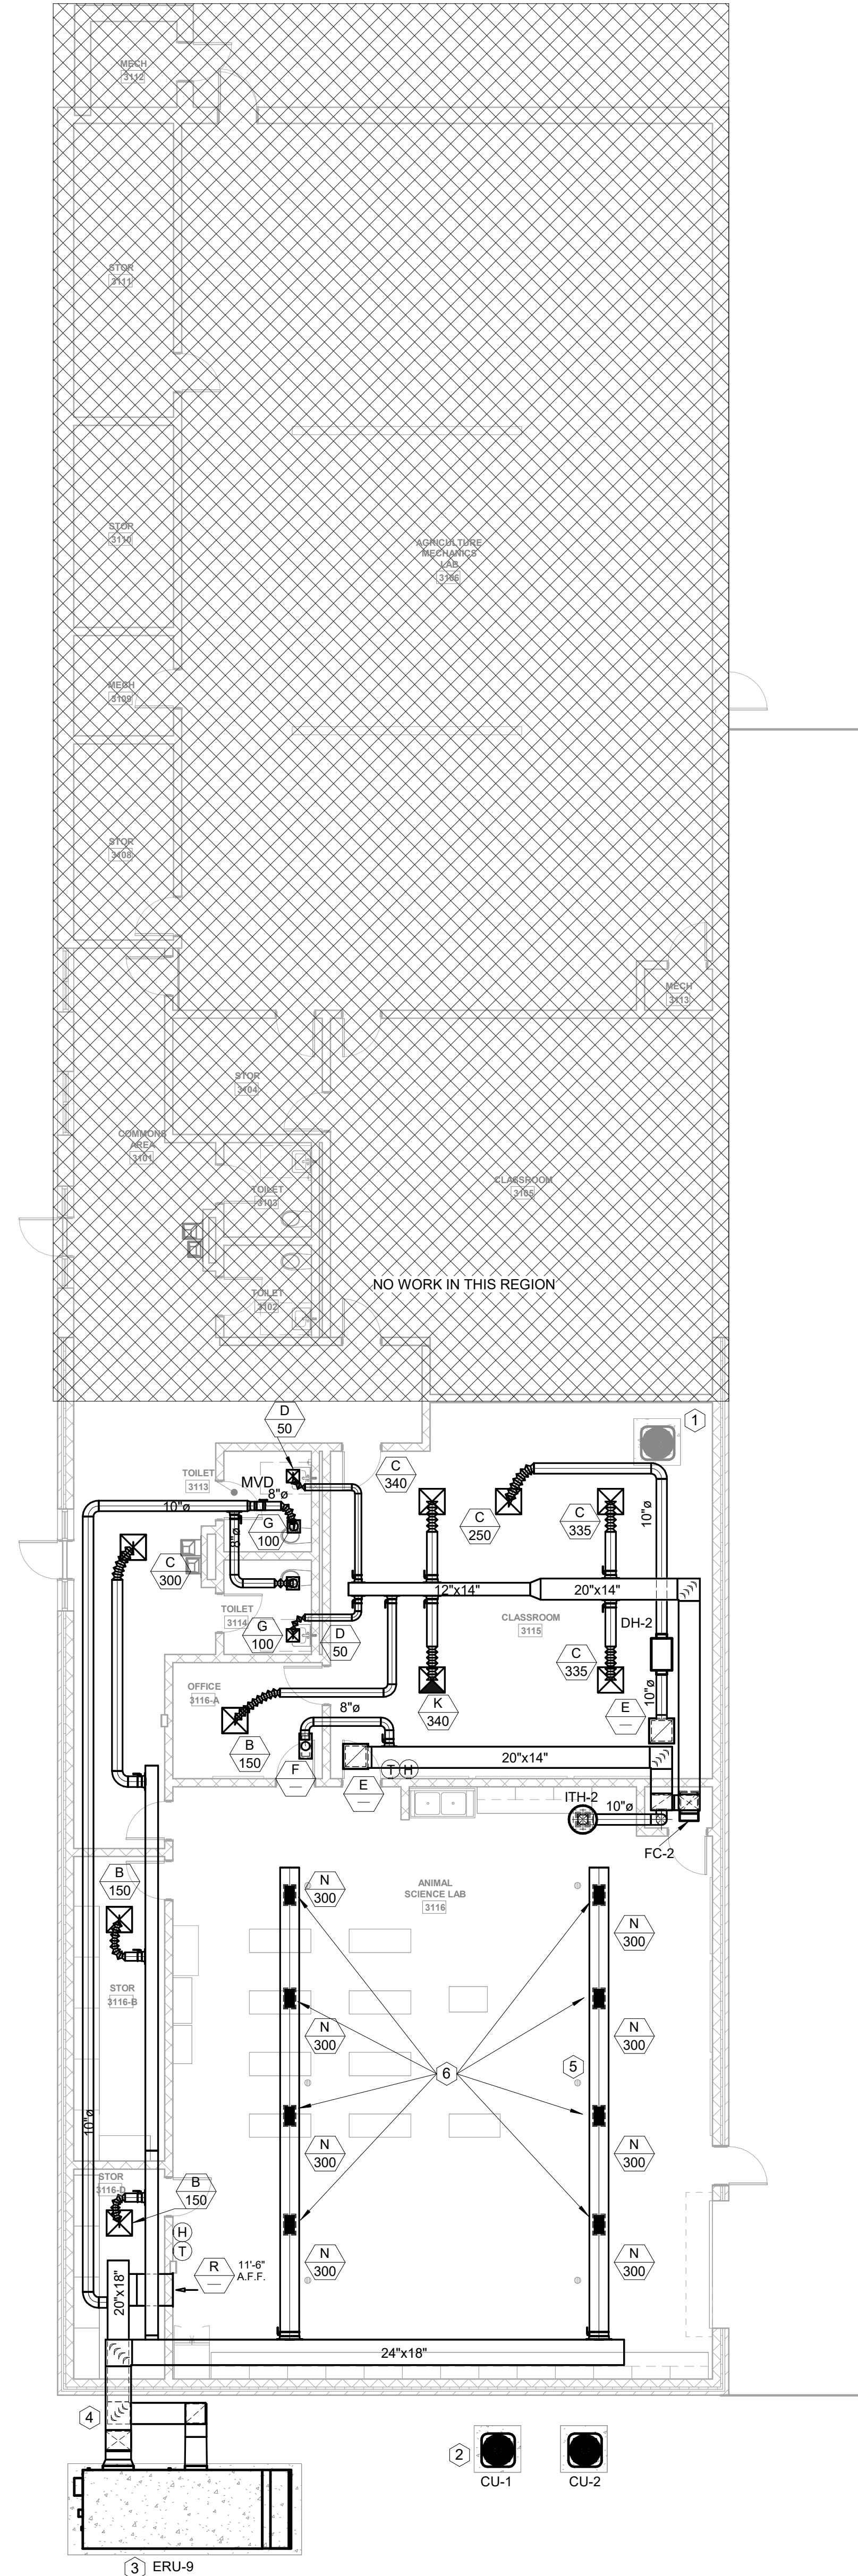 MECH
3112
STOR
3111
STOR
3110
AGRICULTURE
MECHANICS
LAB
3106
MECH
3109
STOR
3108
MECH
3113
STOR
3104
COMMONS
AREA
3101
TOILET
3103
CLASSROOM
3105
NO WORK IN THIS REGION
TOILET
3102
D
50
1
TOILET
3113
MVD
8"ø
C
340
C
250
C
335
10"ø
10"ø
G
100
8"ø
C
300
12"x14"
20"x14"
TOILET
3114
G
100
D
50
CLASSROOM
3115
DH-2
C
335
10"ø
OFFICE
3116-A
8"ø
K
340
E
B
150
F
20"x14"
T
H
E
ITH-2
10"ø
FC-2
B
150
ANIMAL
SCIENCE LAB
3116
N
300
N
300
STOR
3116-B
N
300
N
300
6
5
10"ø
N
300
N
300
STOR
3116-D
B
150
H
T
R
11'-6"
A.F.F.
N
300
N
300
20"x18"
24"x18"
4
2
CU-1
CU-2
3
ERU-9